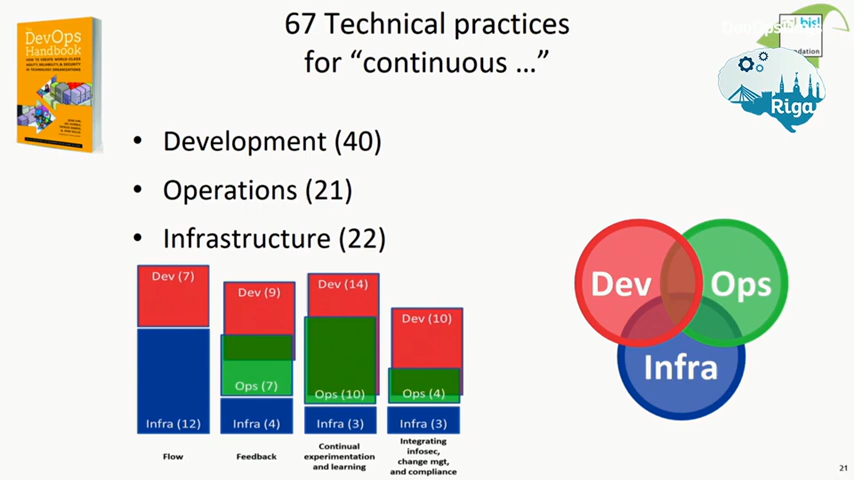 67 Technical practices
for “continuous …”
The
DevOps
Handbook
Riga
• Development (40)
• Operations (21)
• Infrastructure (22)
Dev (7)
Infra (12)
Flow
Dev (9)
Ops (7)
Infra (4)
Feedback
Dev (14)
Ops (10)
Infra (3)
Continual
experimentation
and learning
Dev (10)
Ops (4)
Infra (3)
Integrating
infosec,
change mgt,
and compliance
Dev
Ops
Infra
21